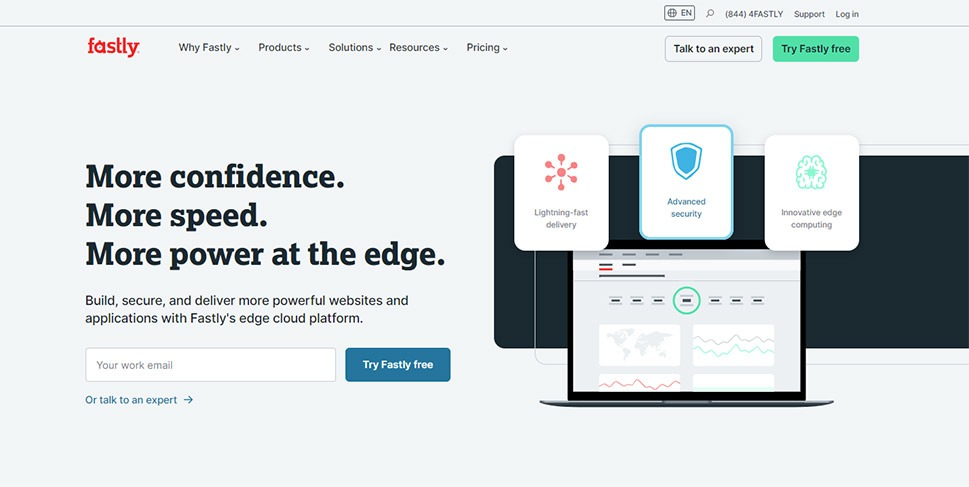 EN (844) 4FASTLY Support Log in
fastly
Why Fastly Products Solutions Resources Pricing
Talk to an expert
Try Fastly free
More confidence.
More speed.
More power at the edge.
Build, secure, and deliver more powerful websites and
applications with Fastly's edge cloud platform.
Your work email
Try Fastly free
Or talk to an expert →
Lightning-fast
delivery
Advanced
security
Innovative edge
computing